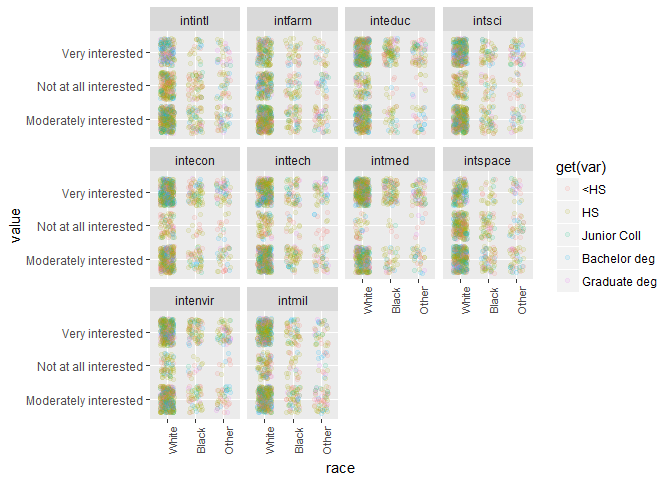 intintl intfarm inteduc intsci
Very interested
Not at all interested
Moderately interested
intecon inttech intmed intspace
Very interested
Not at all interested
Moderately interested
White Black Other White Black Other
intenvir intmil
Very interested
Not at all interested
Moderately interested
White Black Other White Black Other
race
value
get(var)
<HS
HS
Junior Coll
Bachelor deg
Graduate deg